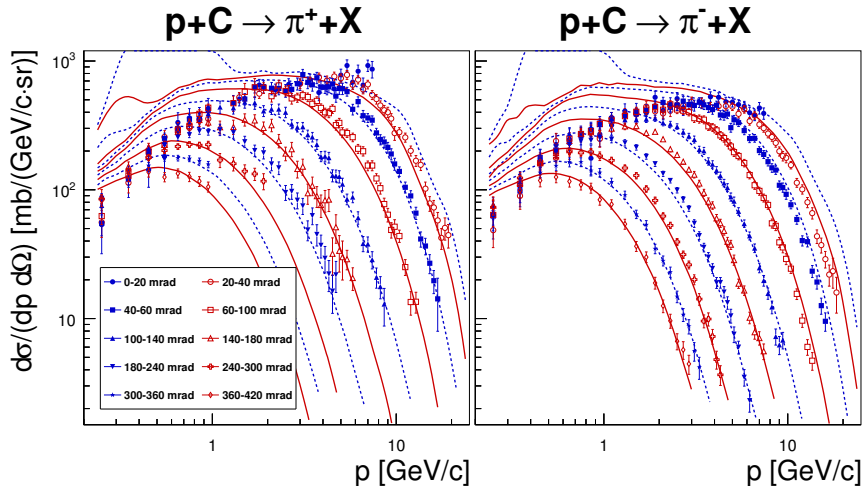 p+C → π⁺+X
p+C → π⁻+X
dσ/(dp dΩ) [mb/(GeV/c·sr)]
10³
10²
10
0-20 mrad
20-40 mrad
40-60 mrad
60-100 mrad
100-140 mrad
140-180 mrad
180-240 mrad
240-300 mrad
300-360 mrad
360-420 mrad
1
10
1
10
p [GeV/c]
p [GeV/c]